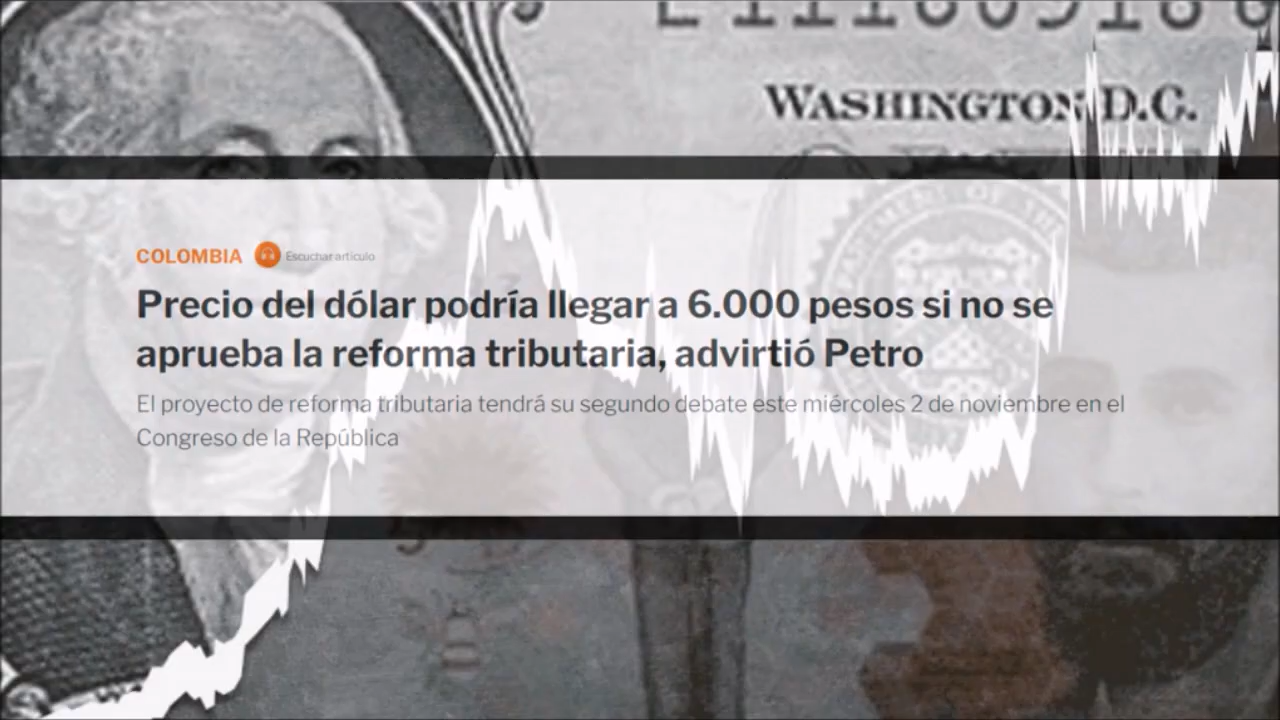 WASHINGTON, D.C.
COLOMBIA Escuchar artículo
Precio del dólar podría llegar a 6.000 pesos si no se
aprueba la reforma tributaria, advirtió Petro
El proyecto de reforma tributaria tendrá su segundo debate este miércoles 2 de noviembre en el
Congreso de la República